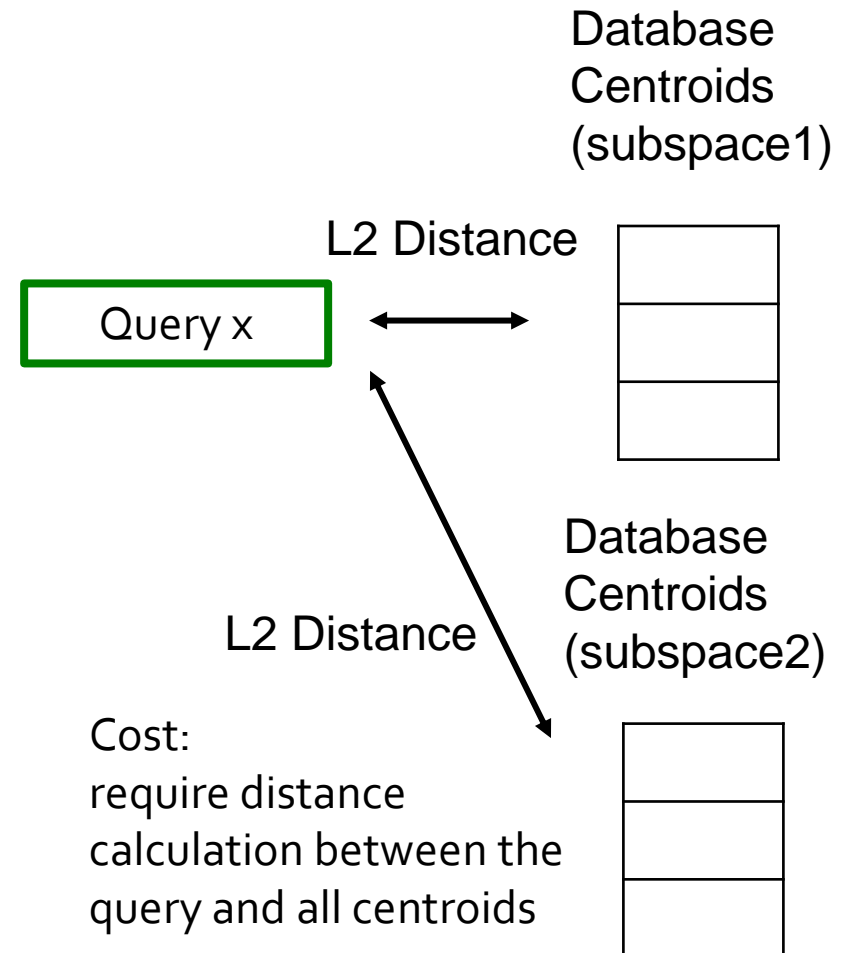 Database
Centroids
(subspace1)
L2 Distance
Query x
Database
Centroids
(subspace2)
L2 Distance
Cost:
require distance
calculation between the
query and all centroids